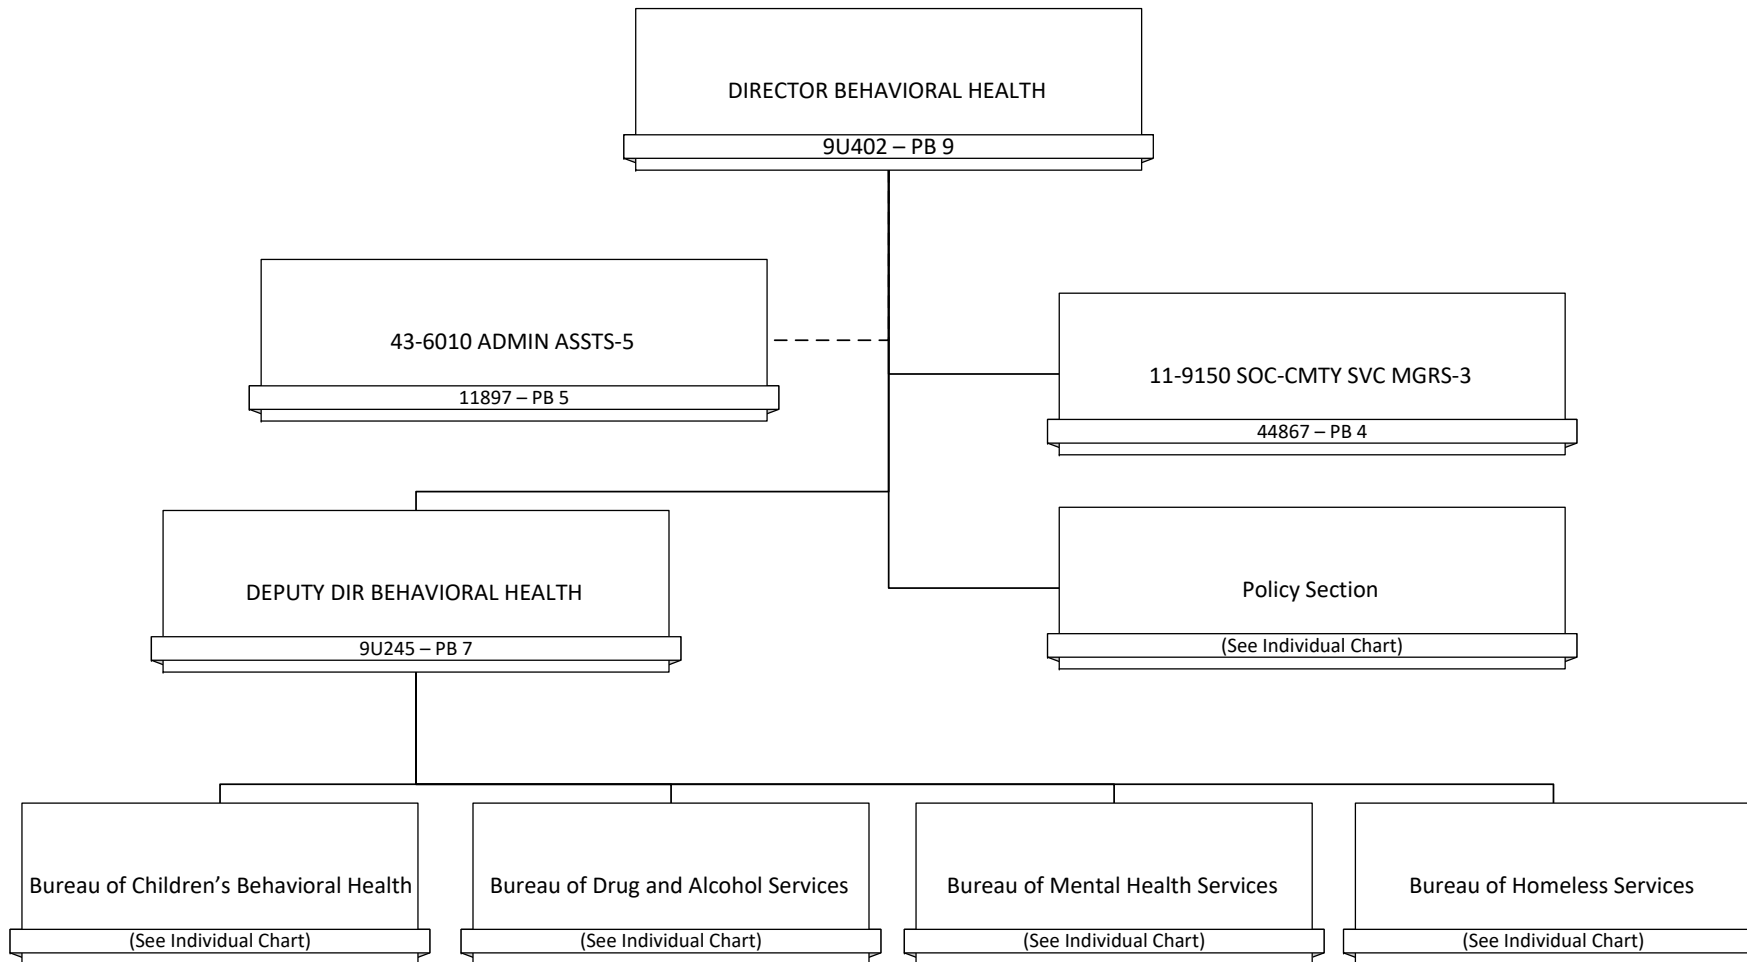 DIRECTOR BEHAVIORAL HEALTH
9U402 – PB 9
43-6010 ADMIN ASSTS-5
11897 – PB 5
11-9150 SOC-CMTY SVC MGRS-3
44867 – PB 4
DEPUTY DIR BEHAVIORAL HEALTH
9U245 – PB 7
Policy Section
(See Individual Chart)
Bureau of Children’s Behavioral Health
(See Individual Chart)
Bureau of Drug and Alcohol Services
(See Individual Chart)
Bureau of Mental Health Services
(See Individual Chart)
Bureau of Homeless Services
(See Individual Chart)